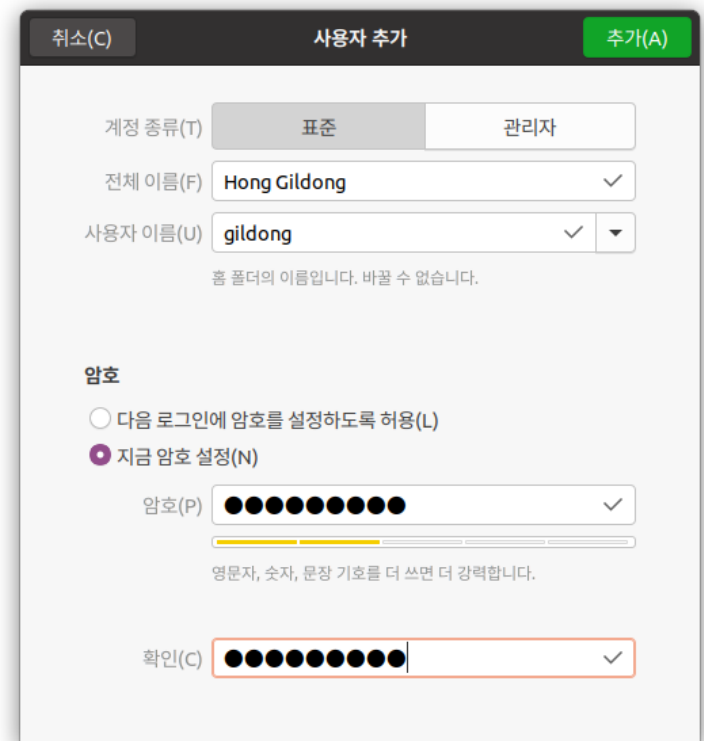 취소(C) 사용자 추가 추가(A)
계정 종류(T) 표준 관리자
전체 이름(F) Hong Gildong
사용자 이름(U) gildong
홈 폴더의 이름입니다. 바꿀 수 없습니다.
암호
다음 로그인에 암호를 설정하도록 허용(L)
지금 암호 설정(N)
암호(P) ●●●●●●●●●
영문자, 숫자, 문장 기호를 더 쓰면 더 강력합니다.
확인(C) ●●●●●●●●●